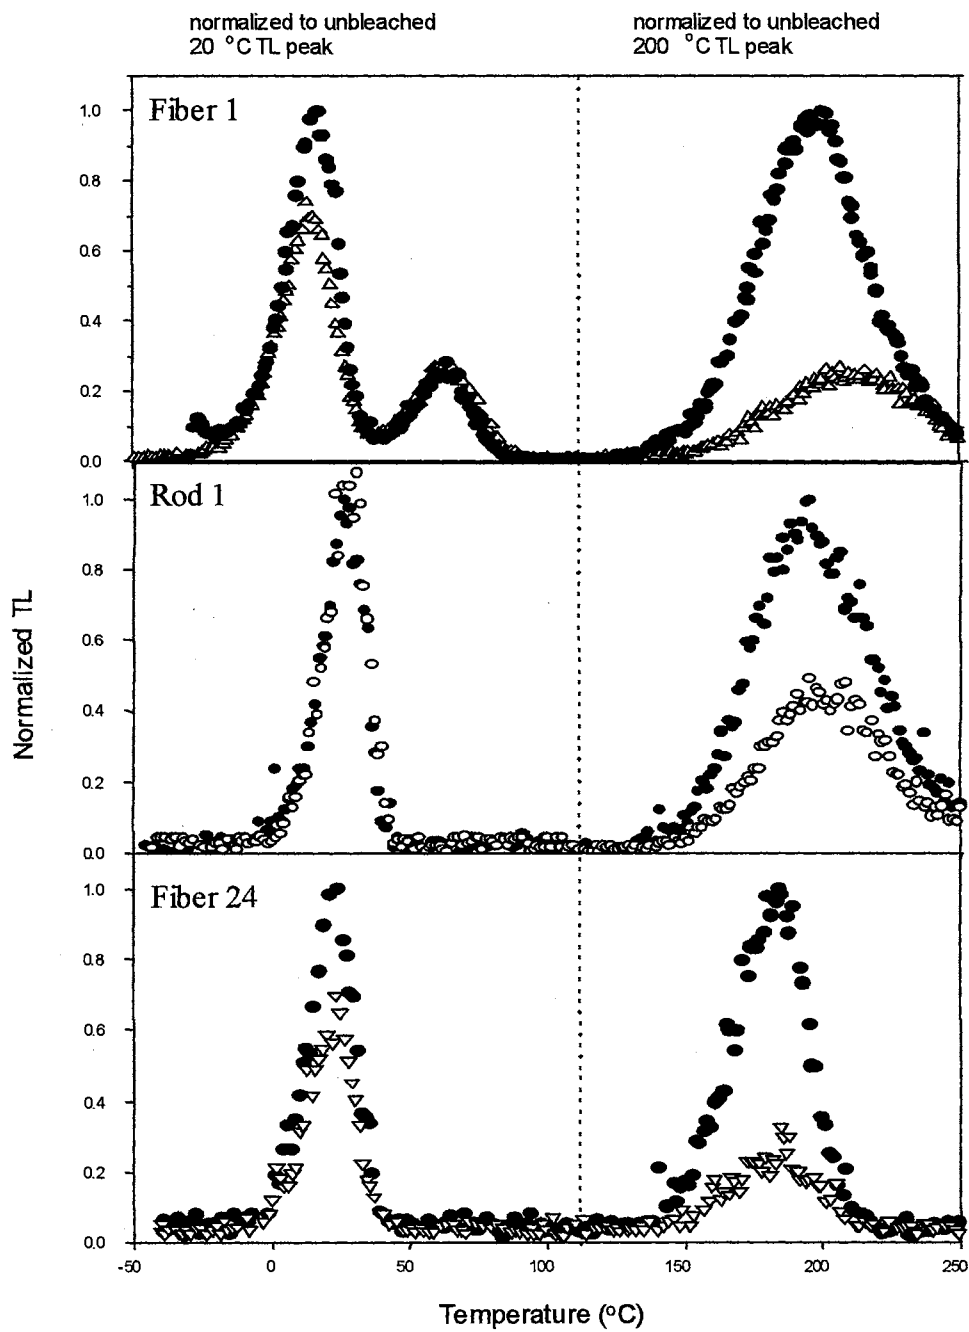 normalized to unbleached
20 °C TL peak
normalized to unbleached
200 °C TL peak
Fiber 1
1.0
0.8
0.6
0.4
0.2
0.0
Rod 1
1.0
0.8
0.6
0.4
0.2
0.0
Fiber 24
1.0
0.8
0.6
0.4
0.2
0.0
Normalized TL
-50 0 50 100 150 200 250
Temperature (°C)